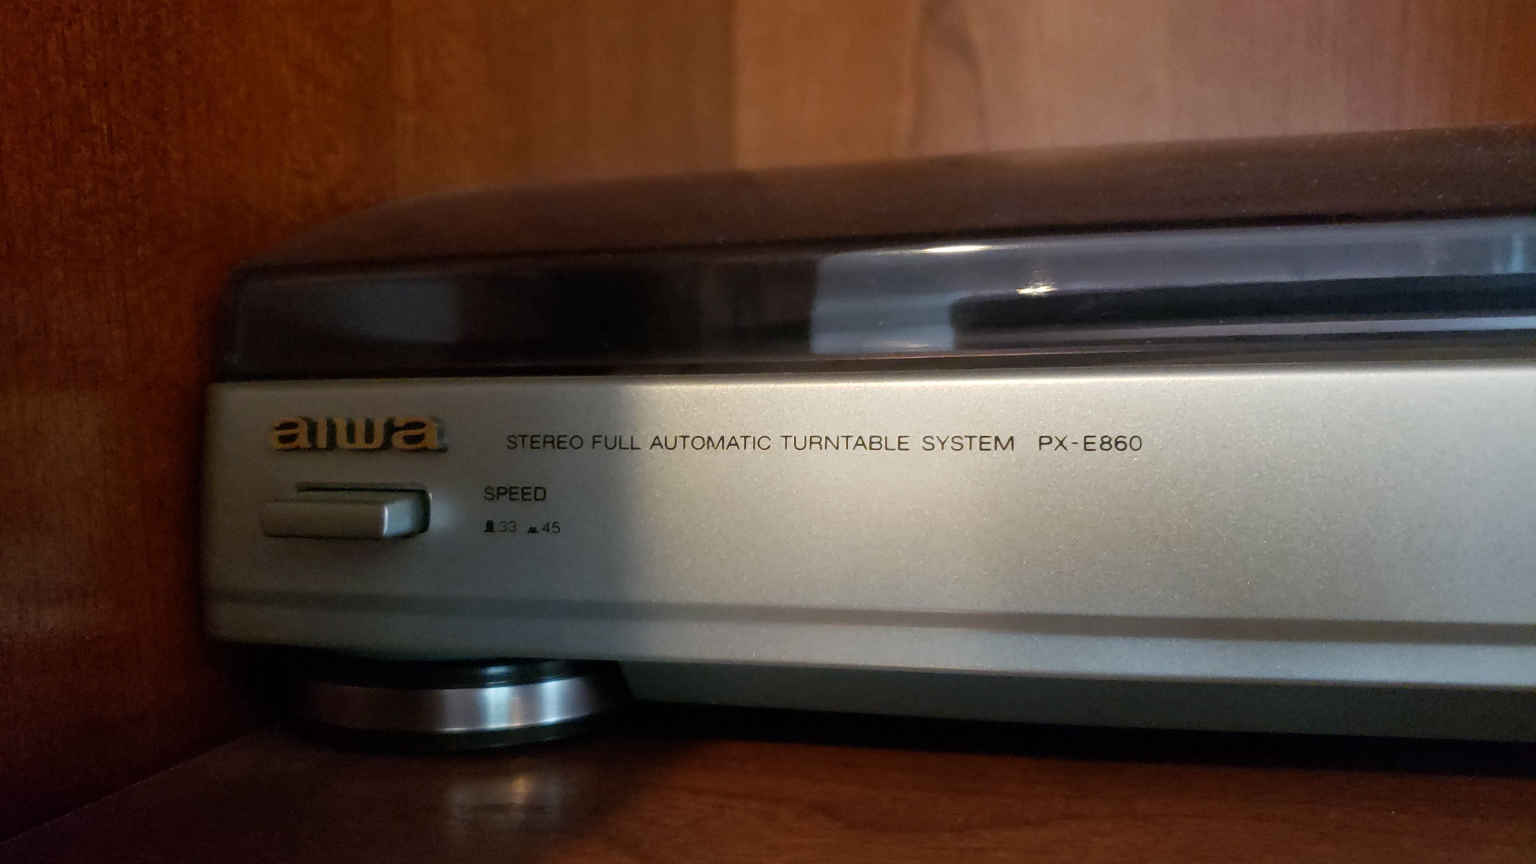 aiwa
STEREO FULL AUTOMATIC TURNTABLE SYSTEM PX-E860
SPEED
33 45